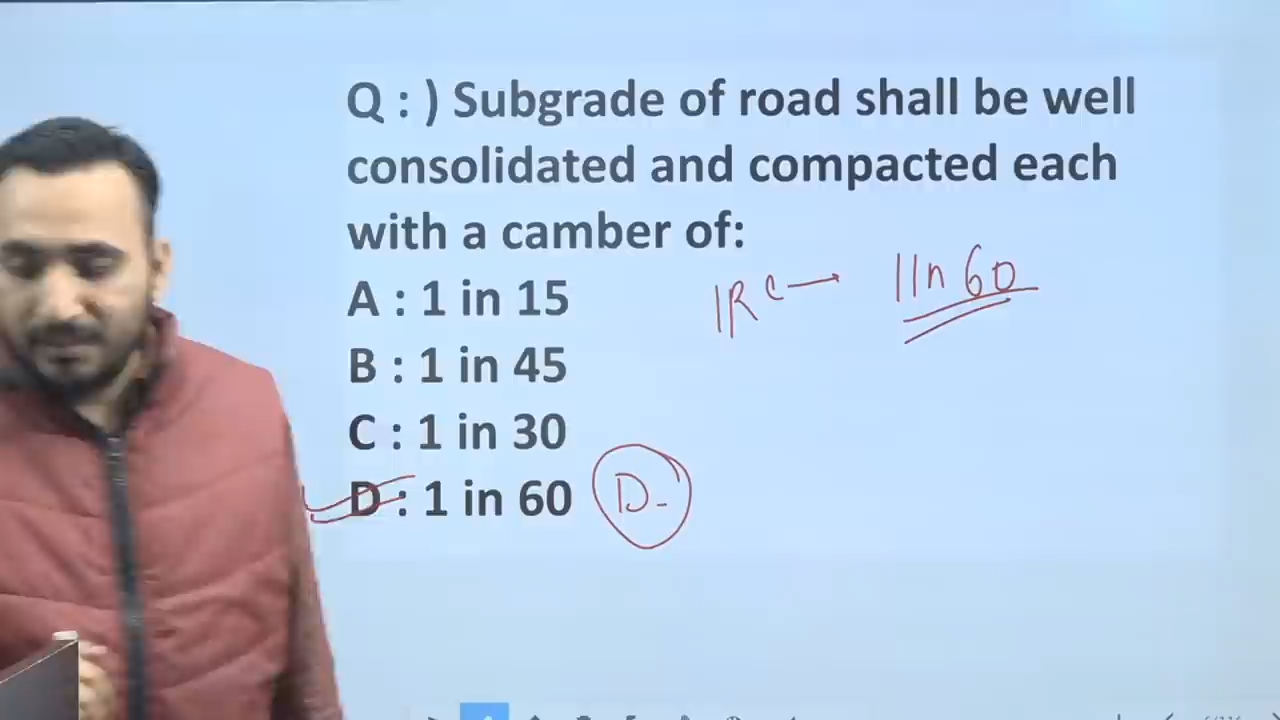 Q : ) Subgrade of road shall be well
consolidated and compacted each
with a camber of:
A : 1 in 15
IRC → 1 in 60
B : 1 in 45
C : 1 in 30
D : 1 in 60 D-